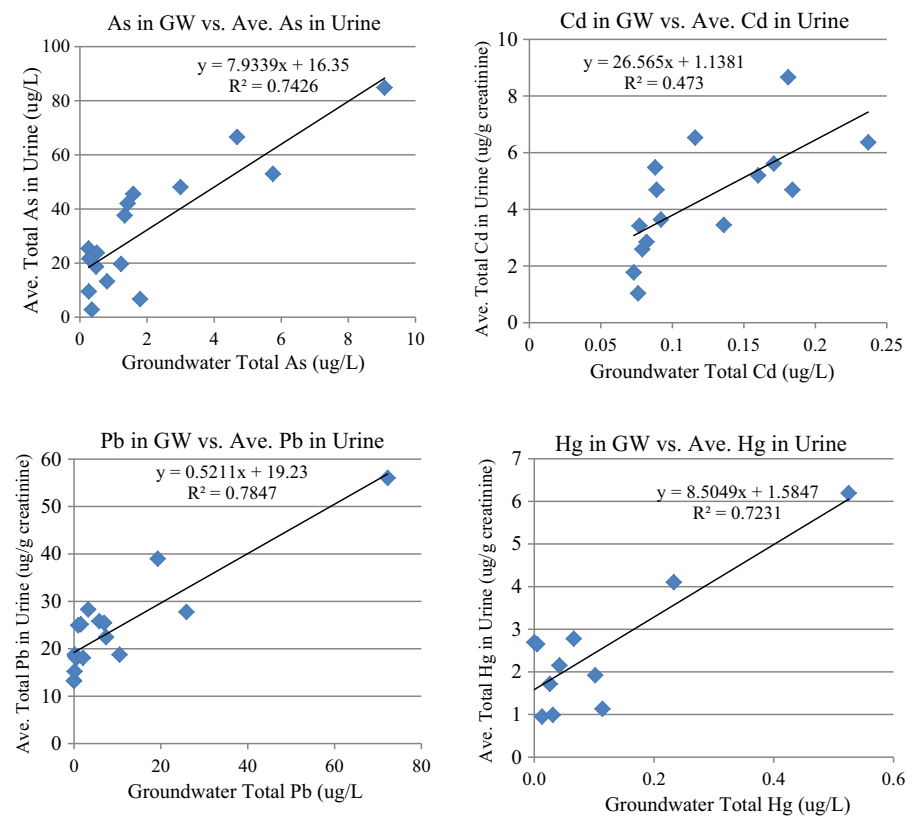 As in GW vs. Ave. As in Urine
y = 7.9339x + 16.35
R² = 0.7426
Ave. Total As in Urine (ug/L)
100
80
60
40
20
0
0 2 4 6 8 10
Groundwater Total As (ug/L)
Cd in GW vs. Ave. Cd in Urine
y = 26.565x + 1.1381
R² = 0.473
Ave. Total Cd in Urine (ug/g creatinine)
10
8
6
4
2
0
0 0.05 0.1 0.15 0.2 0.25
Groundwater Total Cd (ug/L)
Pb in GW vs. Ave. Pb in Urine
y = 0.5211x + 19.23
R² = 0.7847
Ave. Total Pb in Urine (ug/g creatinine)
60
50
40
30
20
10
0
0 20 40 60 80
Groundwater Total Pb (ug/L
Hg in GW vs. Ave. Hg in Urine
y = 8.5049x + 1.5847
R² = 0.7231
Ave. Total Hg in Urine (ug/g creatinine)
7
6
5
4
3
2
1
0
0.0 0.2 0.4 0.6
Groundwater Total Hg (ug/L)